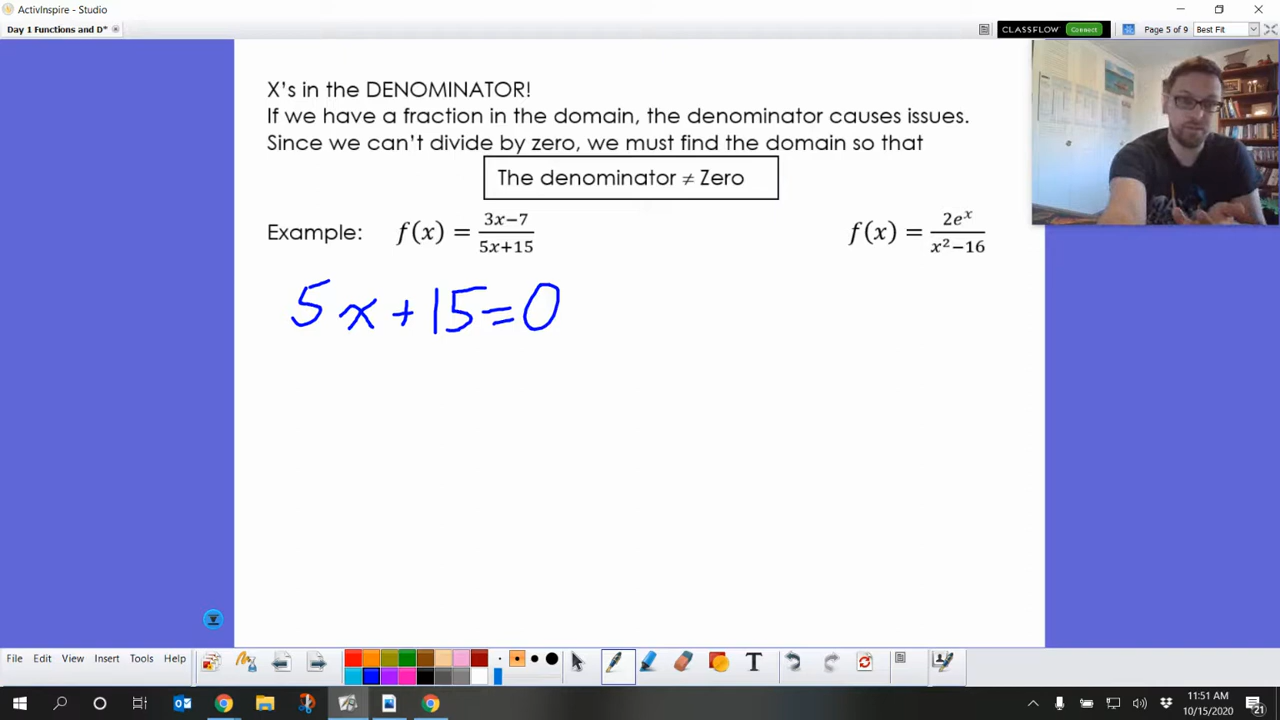 ActivInspire - Studio
Day 1 Functions and D*
CLASSFLOW Connect
Page 5 of 9
Best Fit
X's in the DENOMINATOR!
If we have a fraction in the domain, the denominator causes issues.
Since we can't divide by zero, we must find the domain so that
The denominator ≠ Zero
Example: f(x) = (3x−7)/(5x+15)
f(x) = (2eˣ)/(x²−16)
5x+15=0
File Edit View Insert Tools Help
T
11:51 AM
10/15/2020
21